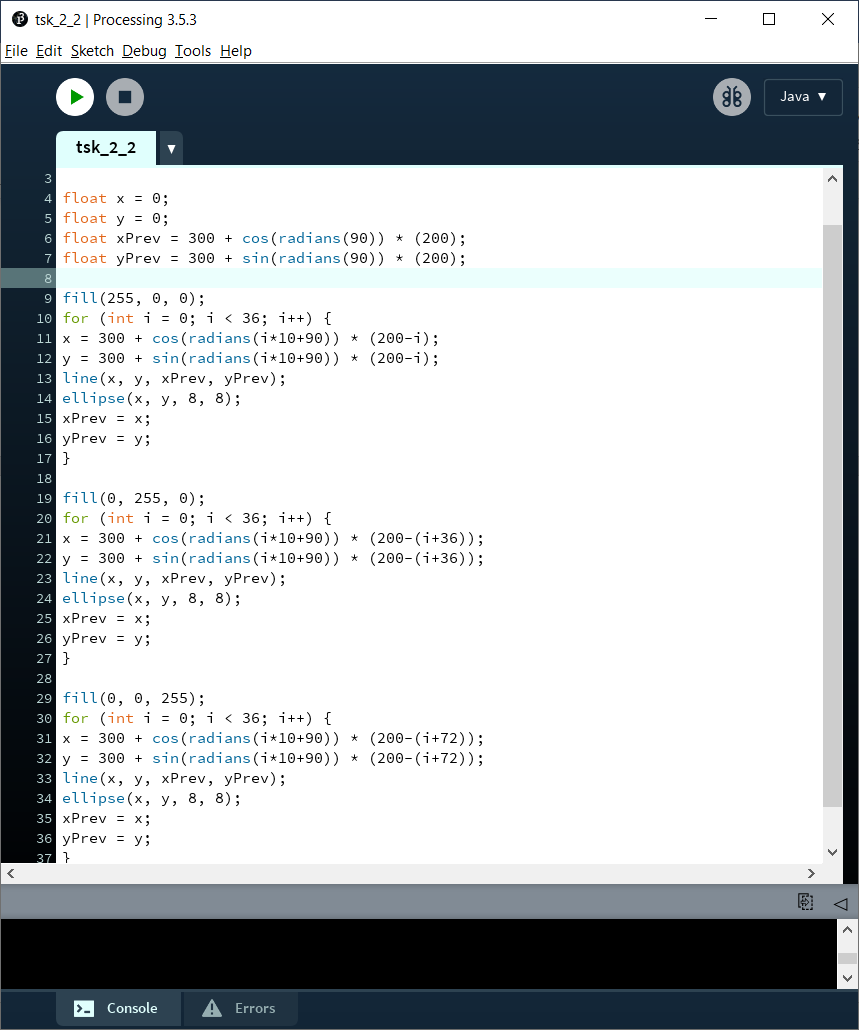 tsk_2_2 | Processing 3.5.3
File Edit Sketch Debug Tools Help
Java ▼
tsk_2_2 ▼
3
4 float x = 0;
5 float y = 0;
6 float xPrev = 300 + cos(radians(90)) * (200);
7 float yPrev = 300 + sin(radians(90)) * (200);
8
9 fill(255, 0, 0);
10 for (int i = 0; i < 36; i++) {
11 x = 300 + cos(radians(i*10+90)) * (200-i);
12 y = 300 + sin(radians(i*10+90)) * (200-i);
13 line(x, y, xPrev, yPrev);
14 ellipse(x, y, 8, 8);
15 xPrev = x;
16 yPrev = y;
17 }
18
19 fill(0, 255, 0);
20 for (int i = 0; i < 36; i++) {
21 x = 300 + cos(radians(i*10+90)) * (200-(i+36));
22 y = 300 + sin(radians(i*10+90)) * (200-(i+36));
23 line(x, y, xPrev, yPrev);
24 ellipse(x, y, 8, 8);
25 xPrev = x;
26 yPrev = y;
27 }
28
29 fill(0, 0, 255);
30 for (int i = 0; i < 36; i++) {
31 x = 300 + cos(radians(i*10+90)) * (200-(i+72));
32 y = 300 + sin(radians(i*10+90)) * (200-(i+72));
33 line(x, y, xPrev, yPrev);
34 ellipse(x, y, 8, 8);
35 xPrev = x;
36 yPrev = y;
37 }
Console Errors